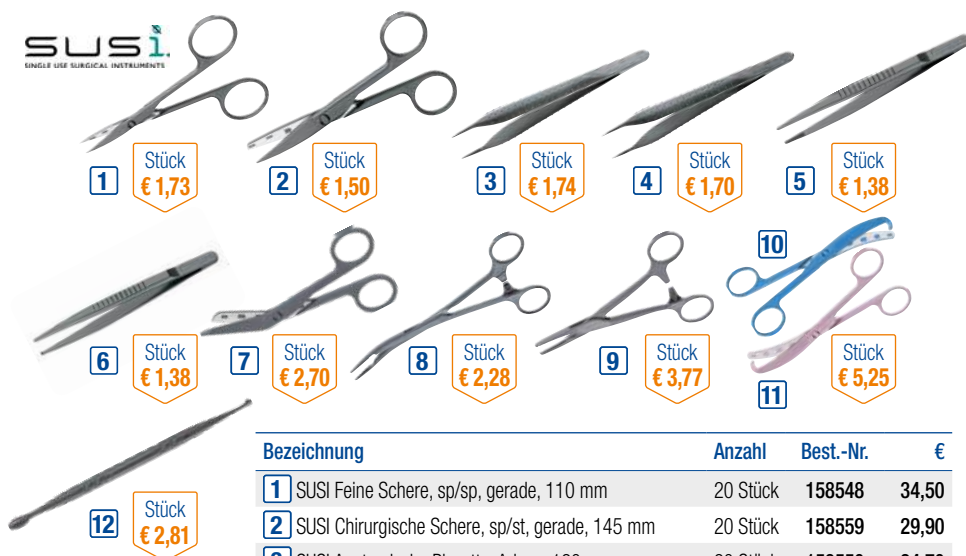 SUSI.
SINGLE USE SURGICAL INSTRUMENTS
1 Stück € 1,73
2 Stück € 1,50
3 Stück € 1,74
4 Stück € 1,70
5 Stück € 1,38
6 Stück € 1,38
7 Stück € 2,70
8 Stück € 2,28
9 Stück € 3,77
10
11 Stück € 5,25
12 Stück € 2,81
Bezeichnung Anzahl Best.-Nr. €
1 SUSI Feine Schere, sp/sp, gerade, 110 mm 20 Stück 158548 34,50
2 SUSI Chirurgische Schere, sp/st, gerade, 145 mm 20 Stück 158559 29,90